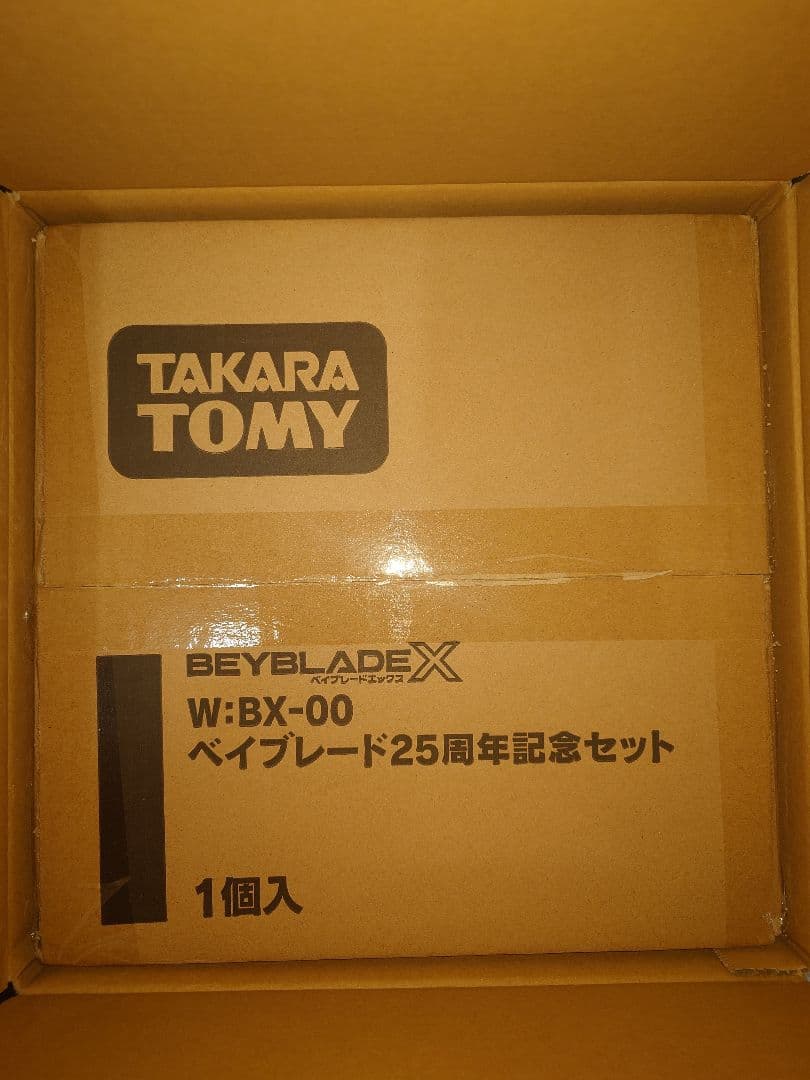 TAKARA
TOMY
BEYBLADE X
ベイブレードエックス
W:BX-00
ベイブレード25周年記念セット
1個入